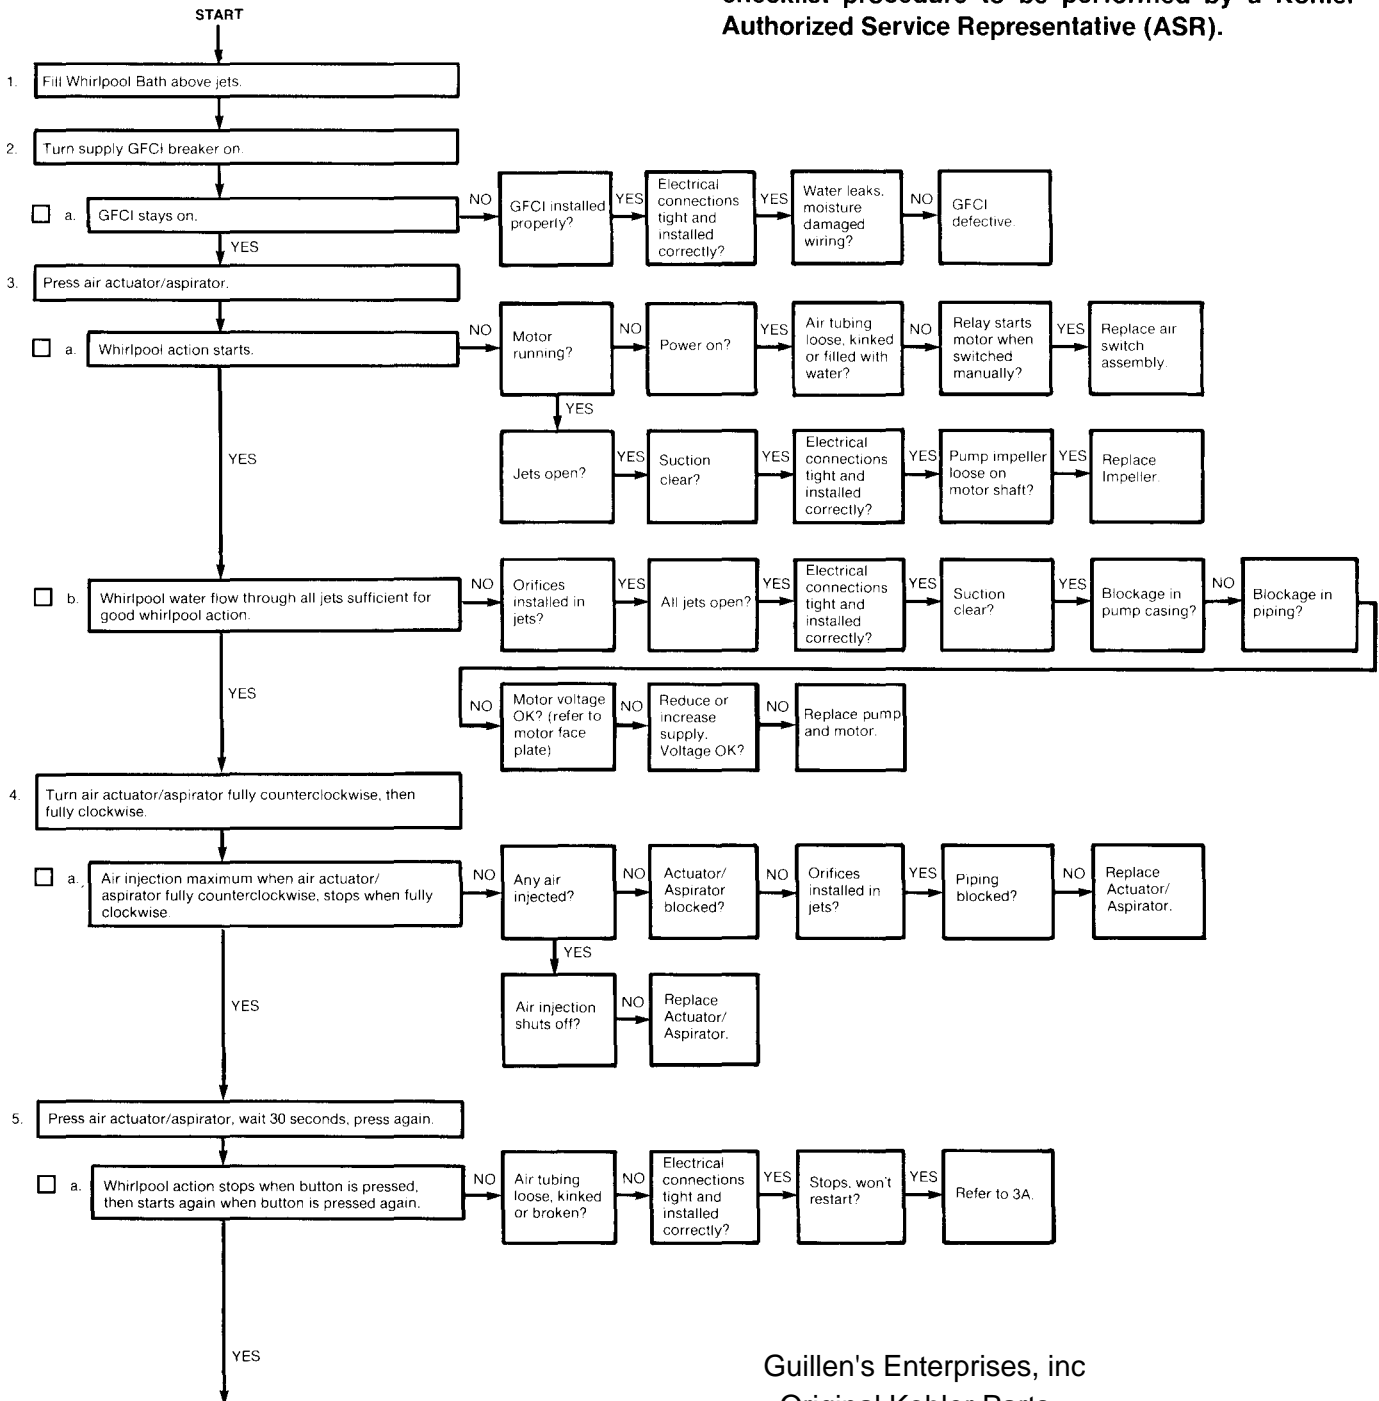 checklist procedure to be performed by a Kohler
Authorized Service Representative (ASR).
START
1. Fill Whirlpool Bath above jets.
2. Turn supply GFCI breaker on.
a. GFCI stays on.
NO
GFCI installed
properly?
YES
Electrical
connections
tight and
installed
correctly?
YES
Water leaks,
moisture
damaged
wiring?
NO
GFCI
defective.
YES
3. Press air actuator/aspirator.
a. Whirlpool action starts.
NO
Motor
running?
NO
Power on?
YES
Air tubing
loose, kinked
or filled with
water?
NO
Relay starts
motor when
switched
manually?
YES
Replace air
switch
assembly.
YES
Jets open?
YES
Suction
clear?
YES
Electrical
connections
tight and
installed
correctly?
YES
Pump impeller
loose on
motor shaft?
YES
Replace
Impeller.
YES
b. Whirlpool water flow through all jets sufficient for
good whirlpool action.
NO
Orifices
installed in
jets?
YES
All jets open?
YES
Electrical
connections
tight and
installed
correctly?
YES
Suction
clear?
YES
Blockage in
pump casing?
NO
Blockage in
piping?
NO
Motor voltage
OK? (refer to
motor face
plate)
NO
Reduce or
increase
supply.
Voltage OK?
NO
Replace pump
and motor.
YES
4. Turn air actuator/aspirator fully counterclockwise, then
fully clockwise.
a. Air injection maximum when air actuator/
aspirator fully counterclockwise, stops when fully
clockwise.
NO
Any air
injected?
NO
Actuator/
Aspirator
blocked?
NO
Orifices
installed in
jets?
YES
Piping
blocked?
NO
Replace
Actuator/
Aspirator.
YES
Air injection
shuts off?
NO
Replace
Actuator/
Aspirator.
YES
5. Press air actuator/aspirator, wait 30 seconds, press again.
a. Whirlpool action stops when button is pressed,
then starts again when button is pressed again.
NO
Air tubing
loose, kinked
or broken?
NO
Electrical
connections
tight and
installed
correctly?
YES
Stops, won't
restart?
YES
Refer to 3A.
YES
Guillen's Enterprises, inc
Original Kohler Parts